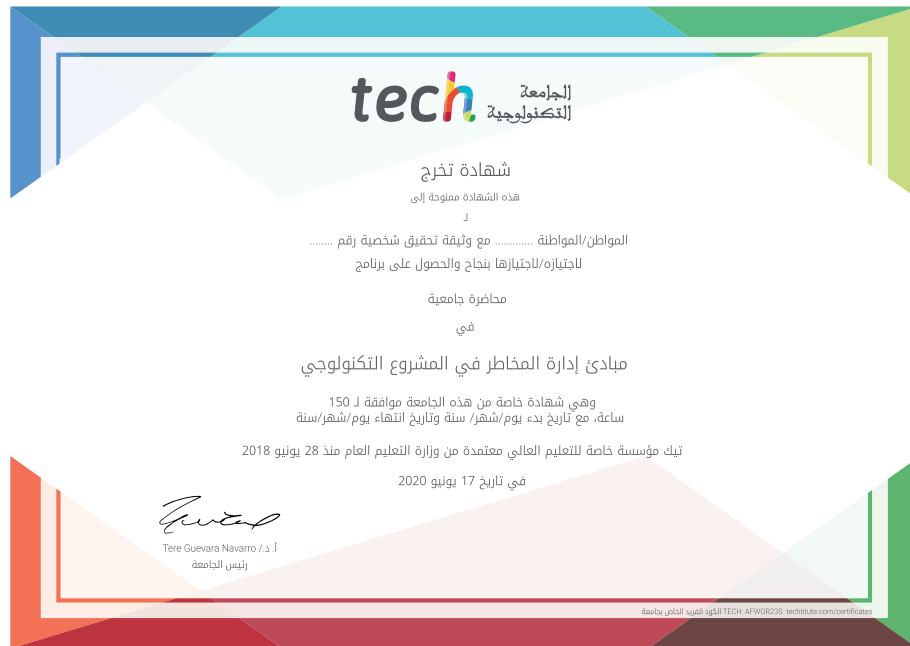 tech الجامعة
التكنولوجية
شهادة تخرج
هذه الشهادة ممنوحة إلى
لـ
المواطن/المواطنة ............. مع وثيقة تحقيق شخصية رقم ........
لاجتيازه/لاجتيازها بنجاح والحصول على برنامج
محاضرة جامعية
في
مبادئ إدارة المخاطر في المشروع التكنولوجي
وهي شهادة خاصة من هذه الجامعة موافقة لـ 150
ساعة، مع تاريخ بدء يوم/شهر/ سنة وتاريخ انتهاء يوم/شهر/سنة
تيك مؤسسة خاصة للتعليم العالي معتمدة من وزارة التعليم العام منذ 28 يونيو 2018
في تاريخ 17 يونيو 2020
أ. د./ Tere Guevara Navarro
رئيس الجامعة
الكود الفريد الخاص بجامعة TECH: AFWOR23S techtitute.com/certificates